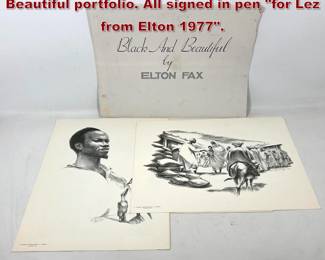 Beautiful portfolio. All signed in pen "for Lez
from Elton 1977".
Black And Beautiful
by
ELTON FAX